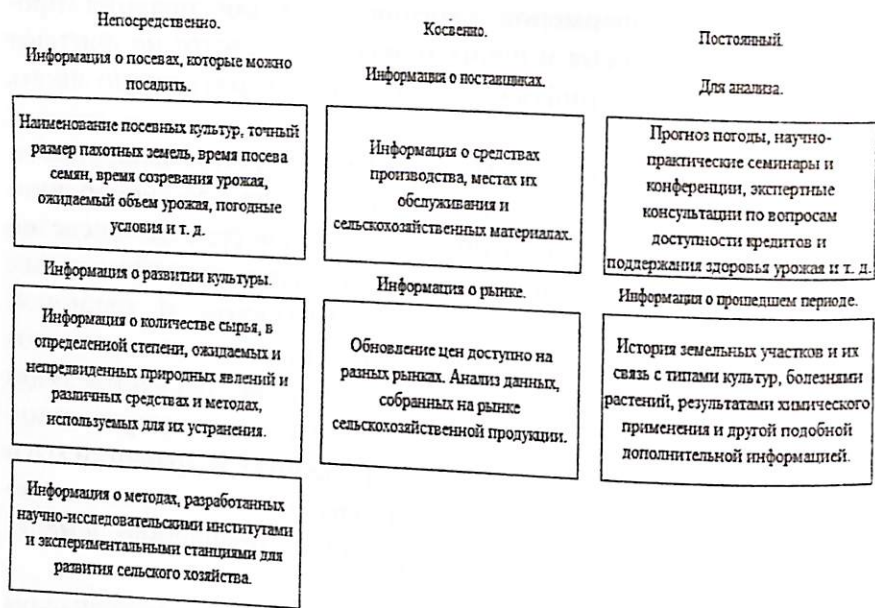 Непосредственно.
Информация о посевах, которые можно
посадить.
Наименование посевных культур, точный
размер пахотных земель, время посева
семян, время созревания урожая,
ожидаемый объем урожая, погодные
условия и т. д.
Информация о развитии культуры.
Информация о количестве сырья, в
определенной степени, ожидаемых и
непредвиденных природных явлений и
различных средствах и методах,
используемых для их устранения.
Информация о методах, разработанных
научно-исследовательскими институтами
и экспериментальными станциями для
развития сельского хозяйства.
Косвенно.
Информация о поставщиках.
Информация о средствах
производства, местах их
обслуживания и
сельскохозяйственных материалах.
Информация о рынке.
Обновление цен доступно на
разных рынках. Анализ данных,
собранных на рынке
сельскохозяйственной продукции.
Постоянный.
Для анализа.
Прогноз погоды, научно-
практические семинары и
конференции, экспертные
консультации по вопросам
доступности кредитов и
поддержания здоровья урожая и т. д.
Информация о прошедшем периоде.
История земельных участков и их
связь с типами культур, болезнями
растений, результатами химического
применения и другой подобной
дополнительной информацией.